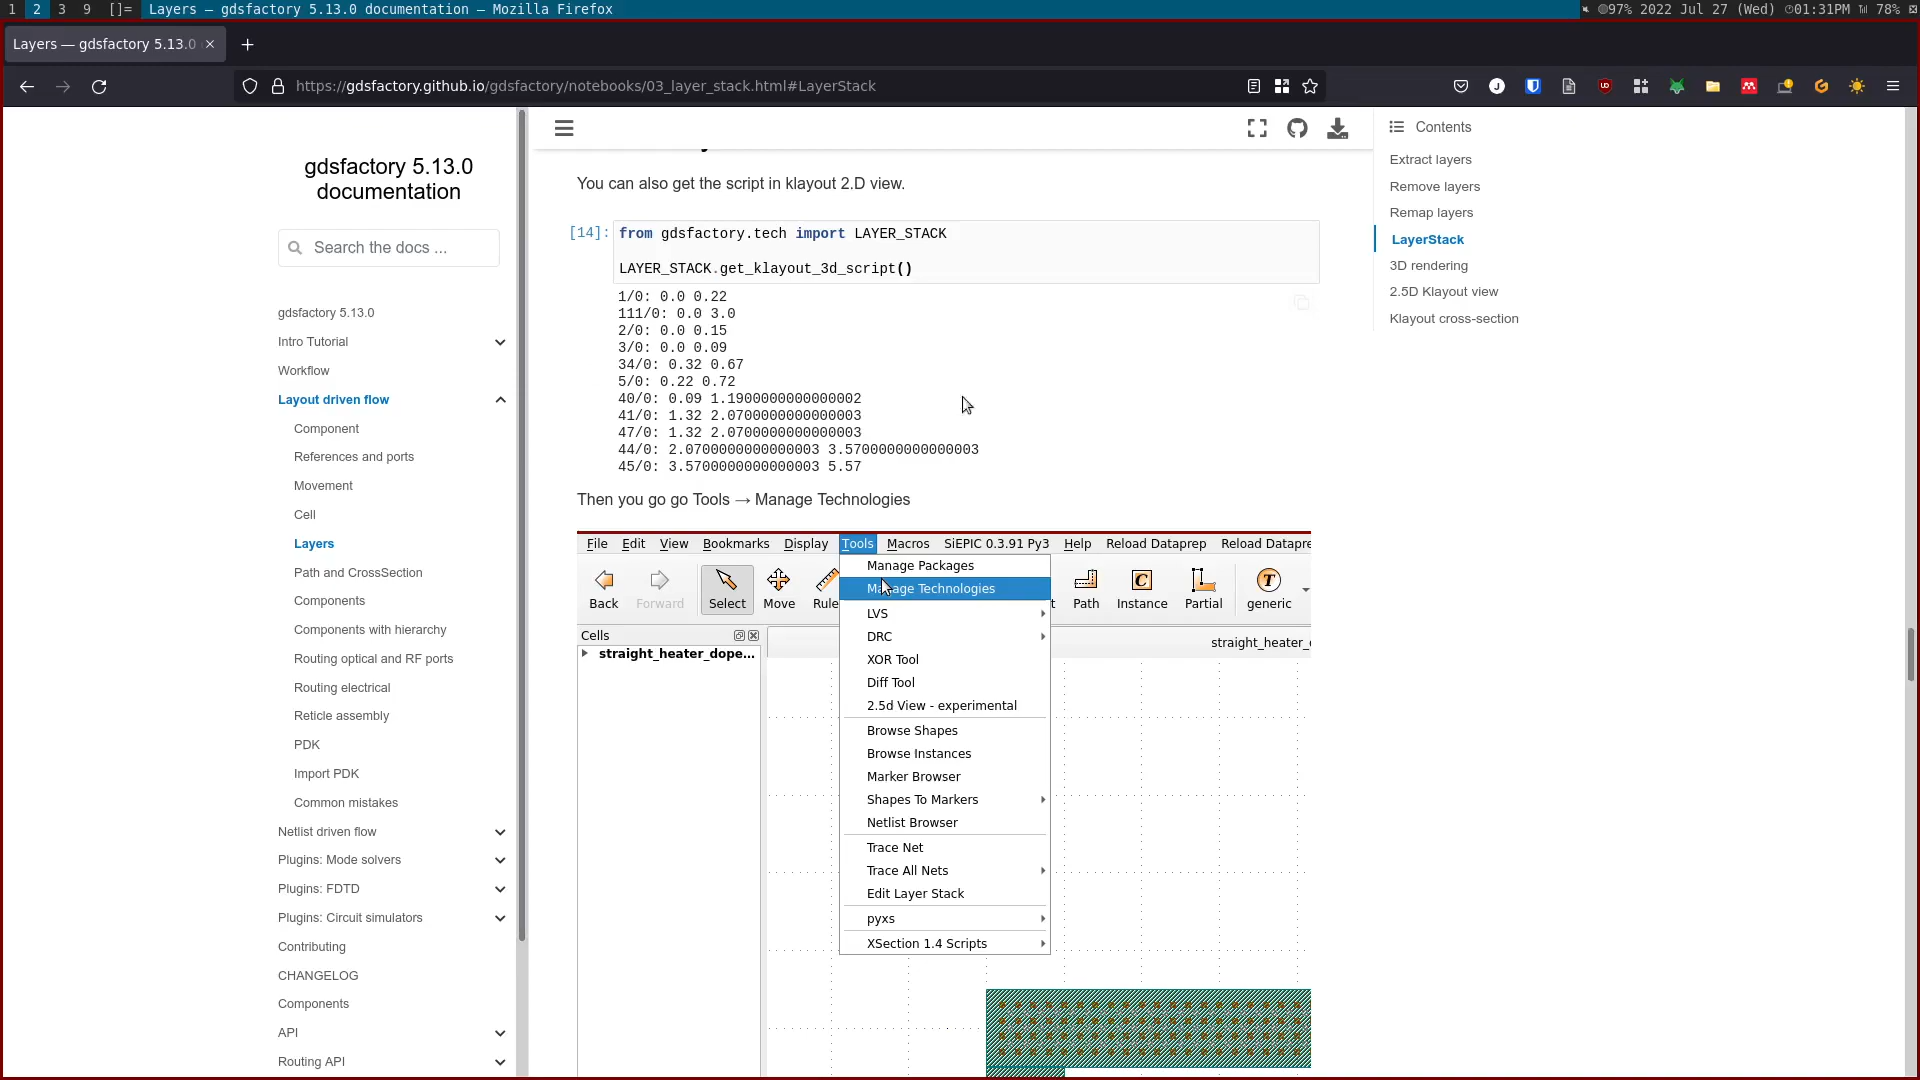 1 2 3 9 []= Layers — gdsfactory 5.13.0 documentation — Mozilla Firefox 97% 2022 Jul 27 (Wed) 01:31PM 78%
Layers — gdsfactory 5.13.0
https://gdsfactory.github.io/gdsfactory/notebooks/03_layer_stack.html#LayerStack
gdsfactory 5.13.0
documentation
Search the docs ...
gdsfactory 5.13.0
Intro Tutorial
Workflow
Layout driven flow
Component
References and ports
Movement
Cell
Layers
Path and CrossSection
Components
Components with hierarchy
Routing optical and RF ports
Routing electrical
Reticle assembly
PDK
Import PDK
Common mistakes
Netlist driven flow
Plugins: Mode solvers
Plugins: FDTD
Plugins: Circuit simulators
Contributing
CHANGELOG
Components
API
Routing API
You can also get the script in klayout 2.D view.
[14]: from gdsfactory.tech import LAYER_STACK
LAYER_STACK.get_klayout_3d_script()
1/0: 0.0 0.22
111/0: 0.0 3.0
2/0: 0.0 0.15
3/0: 0.0 0.09
34/0: 0.32 0.67
5/0: 0.22 0.72
40/0: 0.09 1.1900000000000002
41/0: 1.32 2.0700000000000003
47/0: 1.32 2.0700000000000003
44/0: 2.0700000000000003 3.5700000000000003
45/0: 3.5700000000000003 5.57
Then you go go Tools → Manage Technologies
File Edit View Bookmarks Display Tools Macros SiEPIC 0.3.91 Py3 Help Reload Dataprep Reload Datapre
Back Forward Select Move Rule t Path Instance Partial T generic
Manage Packages
Manage Technologies
LVS
DRC
XOR Tool
Diff Tool
2.5d View - experimental
Browse Shapes
Browse Instances
Marker Browser
Shapes To Markers
Netlist Browser
Trace Net
Trace All Nets
Edit Layer Stack
pyxs
XSection 1.4 Scripts
Cells
straight_heater_dope...
straight_heater_
Contents
Extract layers
Remove layers
Remap layers
LayerStack
3D rendering
2.5D Klayout view
Klayout cross-section